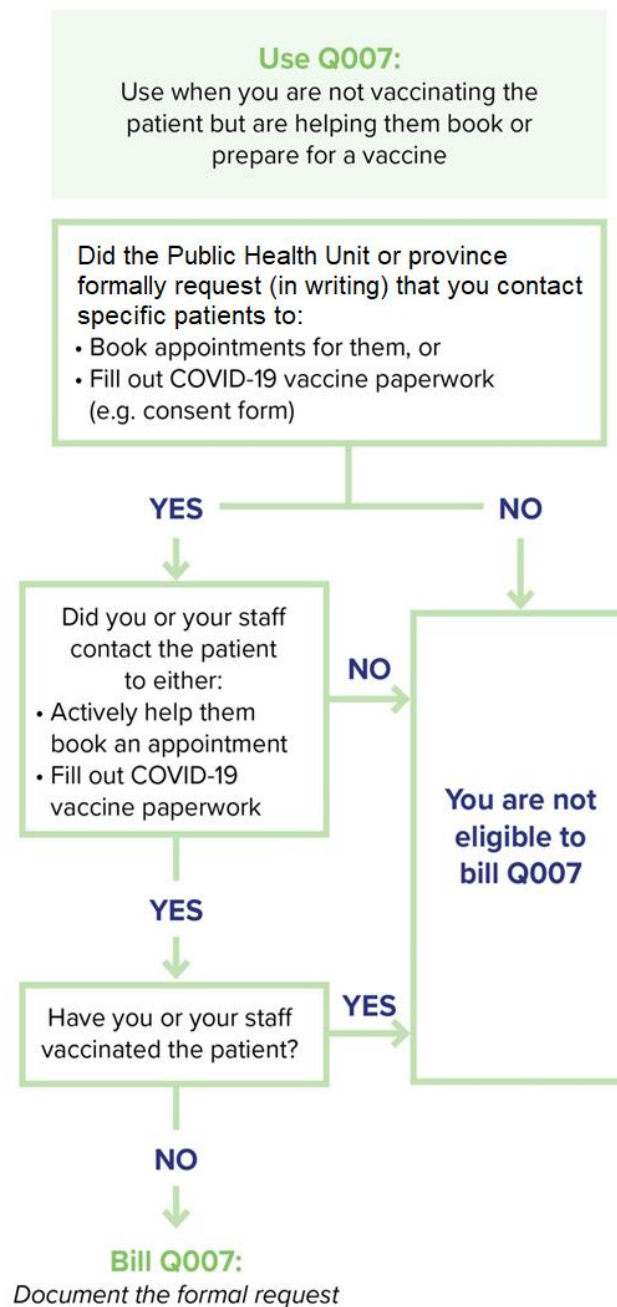 Use Q007:
Use when you are not vaccinating the
patient but are helping them book or
prepare for a vaccine
Did the Public Health Unit or province
formally request (in writing) that you contact
specific patients to:
• Book appointments for them, or
• Fill out COVID-19 vaccine paperwork
(e.g. consent form)
YES
NO
Did you or your staff
contact the patient
to either:
• Actively help them
book an appointment
• Fill out COVID-19
vaccine paperwork
NO
You are not
eligible to
bill Q007
YES
Have you or your staff
vaccinated the patient?
YES
NO
Bill Q007:
Document the formal request